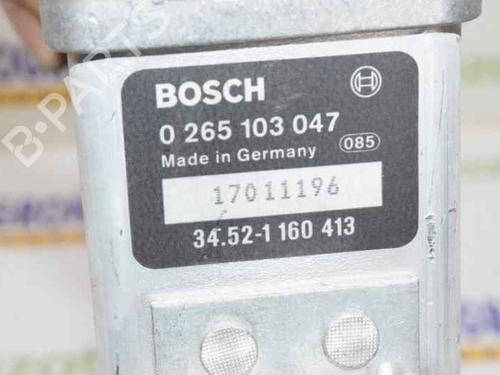 BOSCH
0 265 103 047
Made in Germany 085
17011196
34.52-1 160 413
B-PARTS